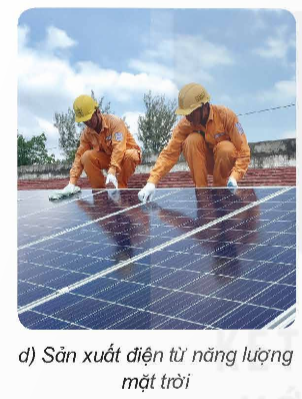 d) Sản xuất điện từ năng lượng
mặt trời